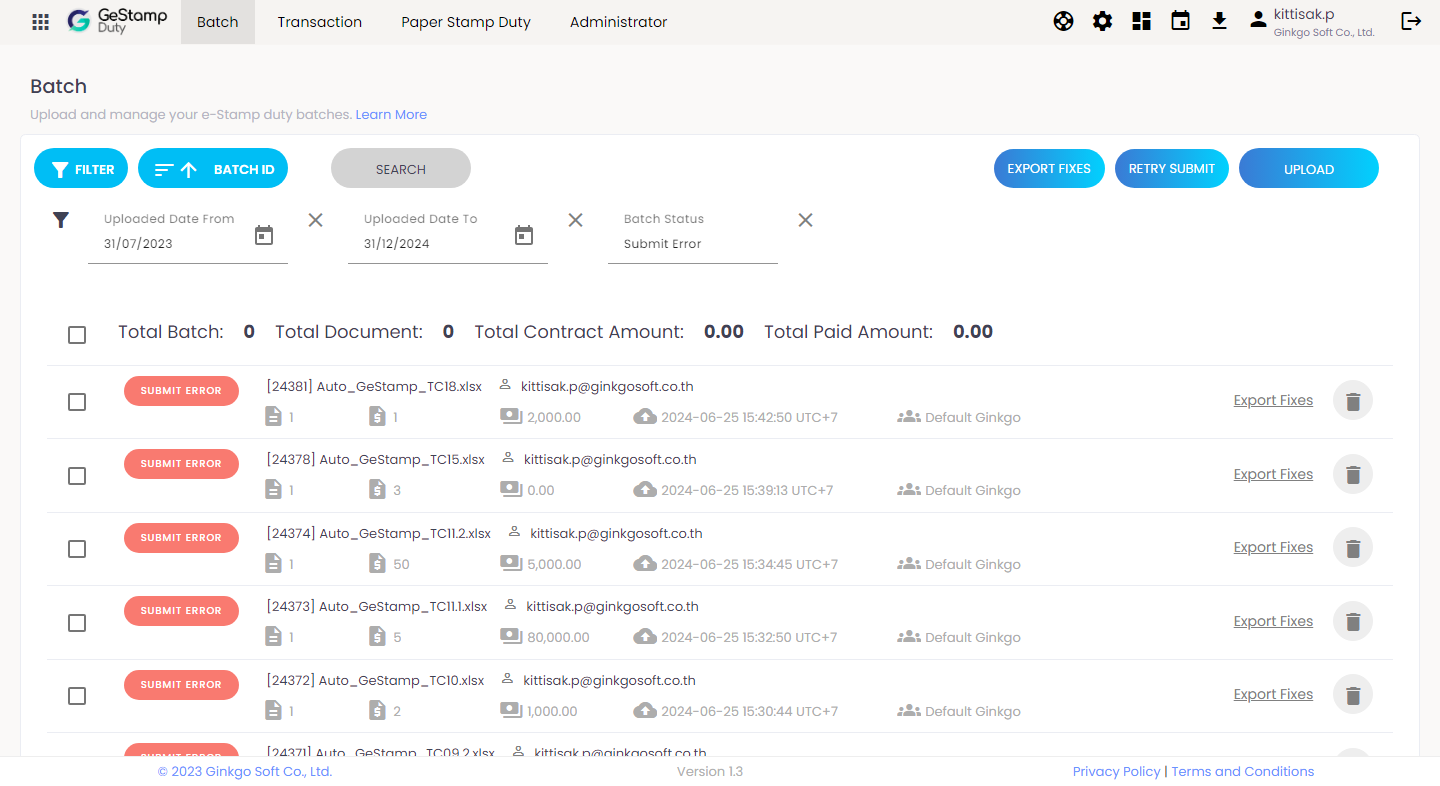 GeStamp
Duty
Batch
Transaction
Paper Stamp Duty
Administrator
kittisak.p
Ginkgo Soft Co., Ltd.
Batch
Upload and manage your e-Stamp duty batches. Learn More
FILTER
BATCH ID
SEARCH
EXPORT FIXES
RETRY SUBMIT
UPLOAD
Uploaded Date From
31/07/2023
Uploaded Date To
31/12/2024
Batch Status
Submit Error
Total Batch: 0 Total Document: 0 Total Contract Amount: 0.00 Total Paid Amount: 0.00
SUBMIT ERROR
[24381] Auto_GeStamp_TC18.xlsx kittisak.p@ginkgosoft.co.th
1 1 2,000.00 2024-06-25 15:42:50 UTC+7 Default Ginkgo
Export Fixes
SUBMIT ERROR
[24378] Auto_GeStamp_TC15.xlsx kittisak.p@ginkgosoft.co.th
1 3 0.00 2024-06-25 15:39:13 UTC+7 Default Ginkgo
Export Fixes
SUBMIT ERROR
[24374] Auto_GeStamp_TC11.2.xlsx kittisak.p@ginkgosoft.co.th
1 50 5,000.00 2024-06-25 15:34:45 UTC+7 Default Ginkgo
Export Fixes
SUBMIT ERROR
[24373] Auto_GeStamp_TC11.1.xlsx kittisak.p@ginkgosoft.co.th
1 5 80,000.00 2024-06-25 15:32:50 UTC+7 Default Ginkgo
Export Fixes
SUBMIT ERROR
[24372] Auto_GeStamp_TC10.xlsx kittisak.p@ginkgosoft.co.th
1 2 1,000.00 2024-06-25 15:30:44 UTC+7 Default Ginkgo
Export Fixes
SUBMIT ERROR
[24371] Auto_GeStamp_TC09.2.xlsx kittisak.p@ginkgosoft.co.th
© 2023 Ginkgo Soft Co., Ltd.
Version 1.3
Privacy Policy | Terms and Conditions